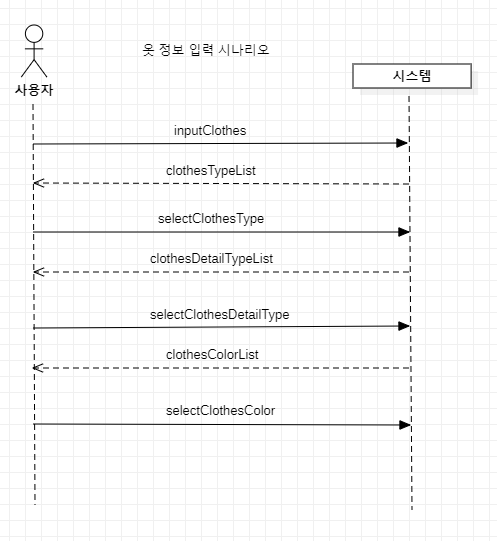 옷 정보 입력 시나리오
시스템
사용자
inputClothes
clothesTypeList
selectClothesType
clothesDetailTypeList
selectClothesDetailType
clothesColorList
selectClothesColor